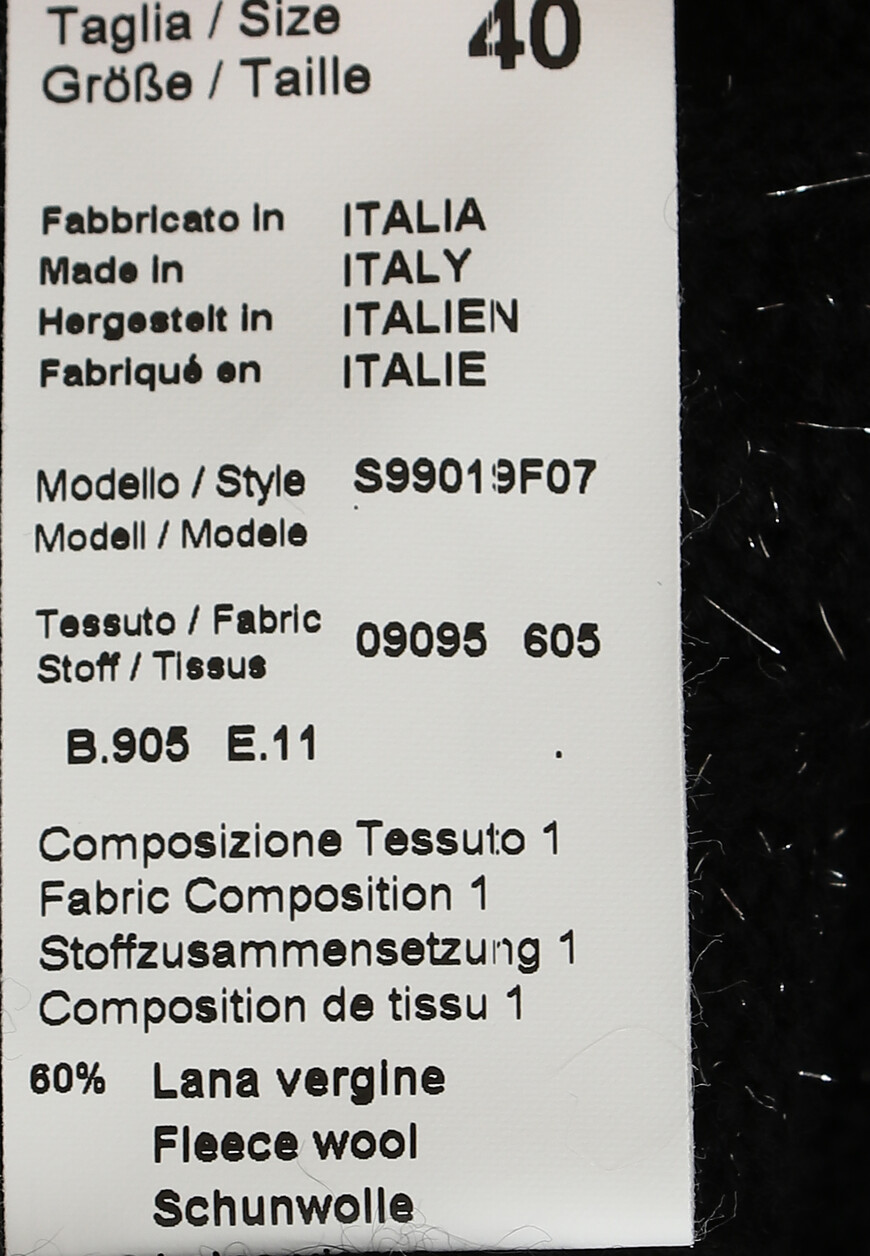 Taglia / Size 40
Größe / Taille
Fabbricato in ITALIA
Made in ITALY
Hergestelt in ITALIEN
Fabriqué en ITALIE
Modello / Style S99019F07
Modell / Modele
Tessuto / Fabric 09095 605
Stoff / Tissus
B.905 E.11
Composizione Tessuto 1
Fabric Composition 1
Stoffzusammensetzung 1
Composition de tissu 1
60% Lana vergine
Fleece wool
Schunwolle